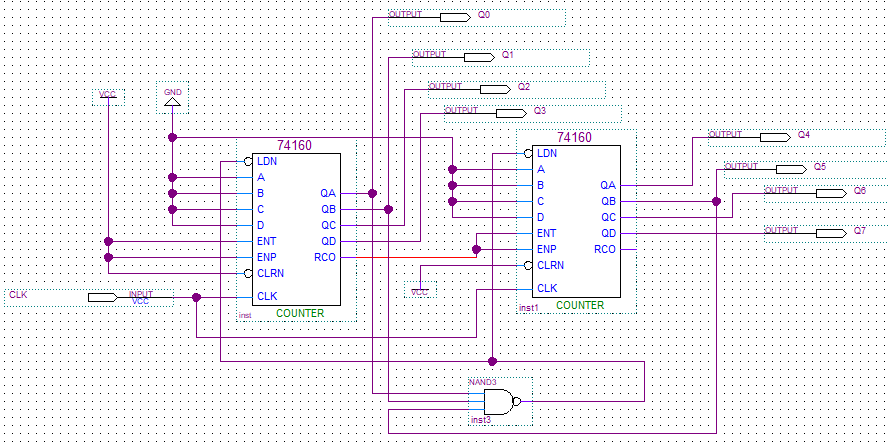 OUTPUT Q0
OUTPUT Q1
OUTPUT Q2
OUTPUT Q3
VCC
GND
74160
LDN
A
B
C
D
ENT
ENP
CLRN
CLK
QA
QB
QC
QD
RCO
COUNTER
inst
74160
LDN
A
B
C
D
ENT
ENP
CLRN
CLK
QA
QB
QC
QD
RCO
COUNTER
inst1
OUTPUT Q4
OUTPUT Q5
OUTPUT Q6
OUTPUT Q7
VCC
CLK
INPUT
VCC
NAND3
inst3